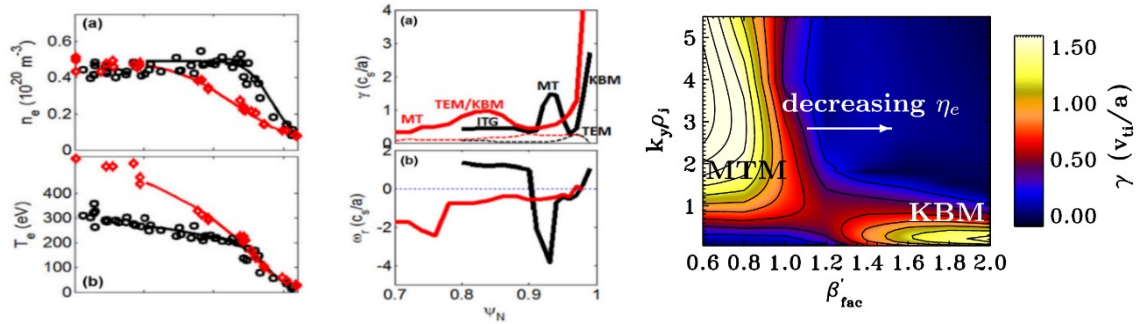 (a)
n_e (10^20 m^-3)
0.6
0.4
0.2
0
(b)
T_e (eV)
400
300
200
100
0
(a)
γ (c_s/a)
4
3
2
1
0
MT
TEM/KBM
ITG
MT
KBM
TEM
(b)
ω_r (c_s/a)
2
0
-2
-4
0.7 0.8 0.9 1
ψ_N
k_yρ_i
5
4
3
2
1
MTM
decreasing η_e
KBM
0.6 0.8 1.0 1.2 1.4 1.6 1.8 2.0
β'_fac
1.50
1.00
0.50
0.00
γ (v_ti/a)